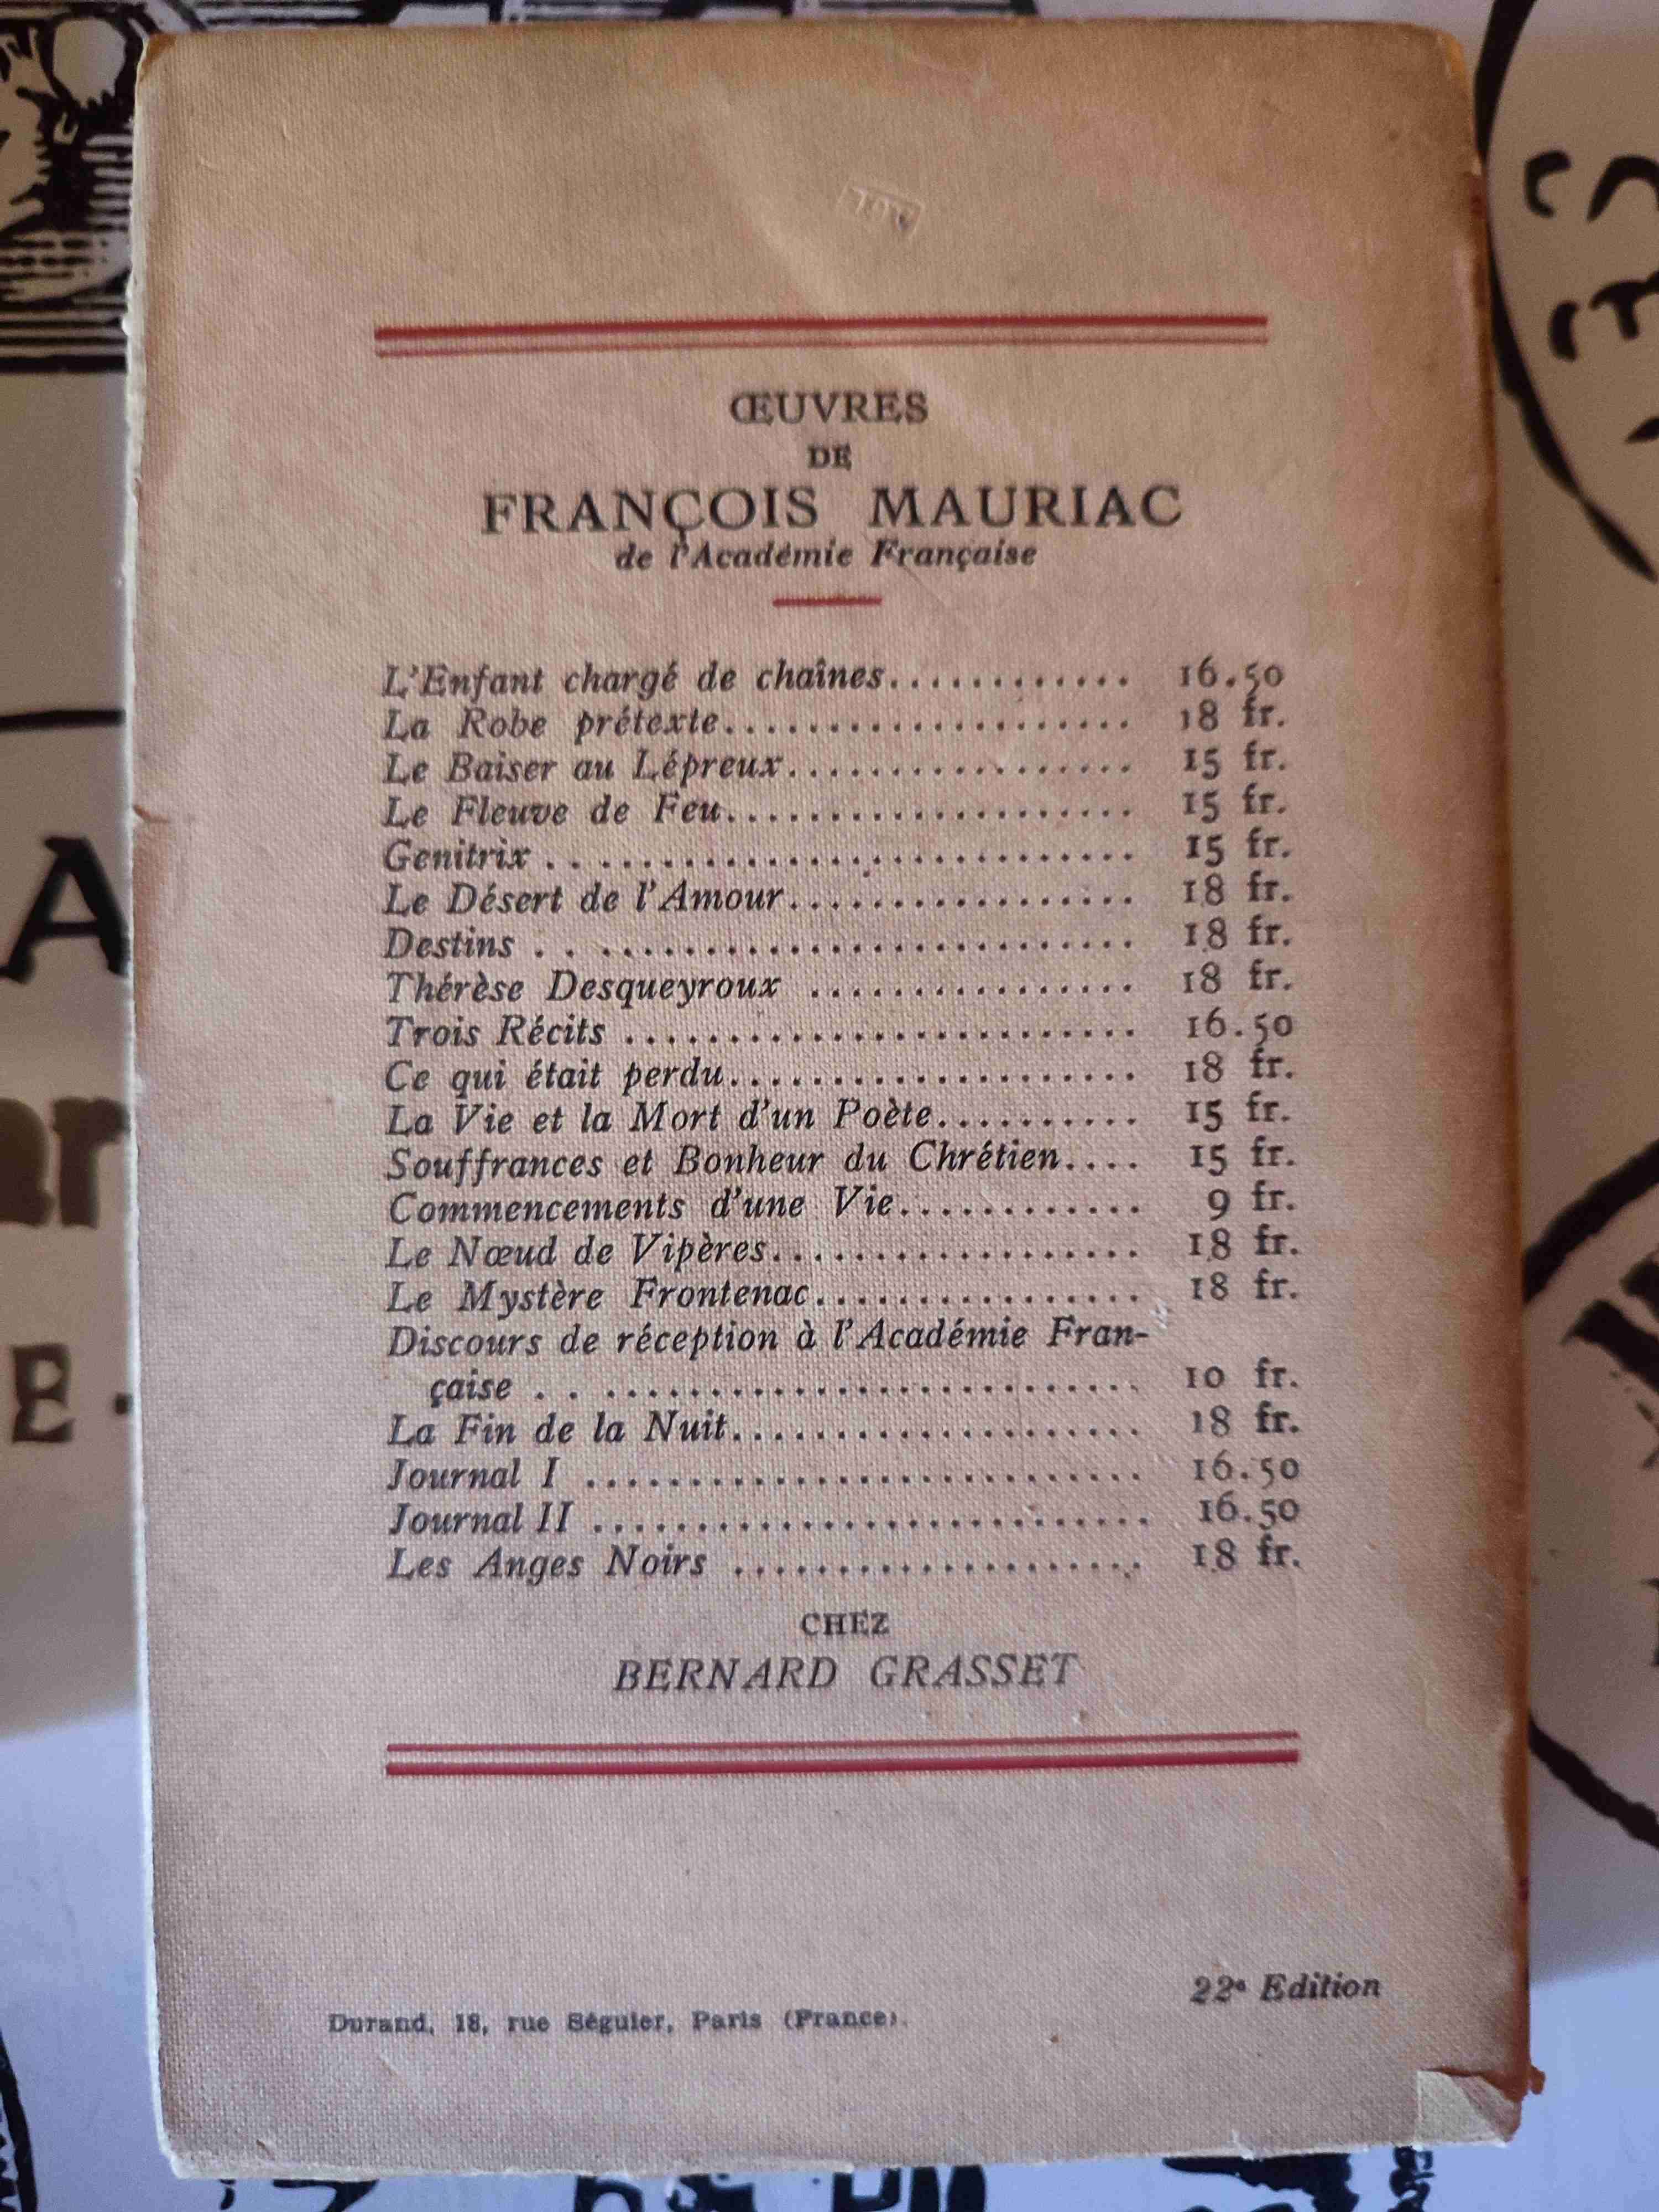 ŒUVRES
DE
FRANÇOIS MAURIAC
de l'Académie Française
L'Enfant chargé de chaînes............ 16.50
La Robe prétexte.................... 18 fr.
Le Baiser au Lépreux................. 15 fr.
Le Fleuve de Feu.................... 15 fr.
Genitrix . . .......................... 15 fr.
Le Désert de l'Amour................. 18 fr.
Destins . . .......................... 18 fr.
Thérèse Desqueyroux ................ 18 fr.
Trois Récits ......................... 16.50
Ce qui était perdu.................... 18 fr.
La Vie et la Mort d'un Poète.......... 15 fr.
Souffrances et Bonheur du Chrétien.... 15 fr.
Commencements d'une Vie............ 9 fr.
Le Nœud de Vipères.................. 18 fr.
Le Mystère Frontenac................ 18 fr.
Discours de réception à l'Académie Fran-
çaise . . .......................... 10 fr.
La Fin de la Nuit.................... 18 fr.
Journal I ........................... 16.50
Journal II ........................... 16.50
Les Anges Noirs .................... 18 fr.
CHEZ
BERNARD GRASSET
22e Edition
Durand, 18, rue Séguier, Paris (France).